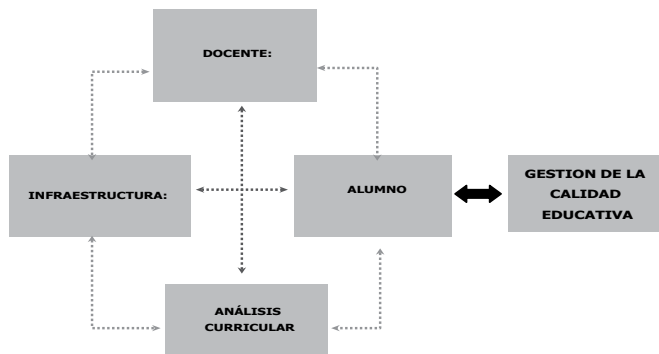 DOCENTE:
INFRAESTRUCTURA:
ALUMNO
GESTION DE LA
CALIDAD
EDUCATIVA
ANÁLISIS
CURRICULAR